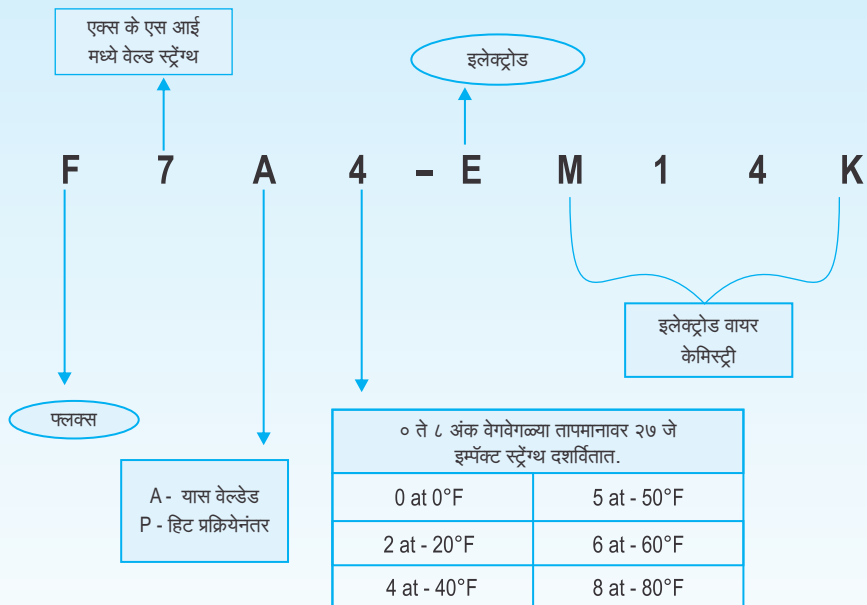 एक्स के एस आई
मध्ये वेल्ड स्ट्रेंग्थ
इलेक्ट्रोड
F 7 A 4 – E M 1 4 K
इलेक्ट्रोड वायर
केमिस्ट्री
फ्लक्स
A - यास वेल्डेड
P - हिट प्रक्रियेनंतर
० ते ८ अंक वेगवेगळ्या तापमानावर २७ जे
इम्पॅक्ट स्ट्रेंग्थ दशर्वितात.
0 at 0°F 5 at - 50°F
2 at - 20°F 6 at - 60°F
4 at - 40°F 8 at - 80°F